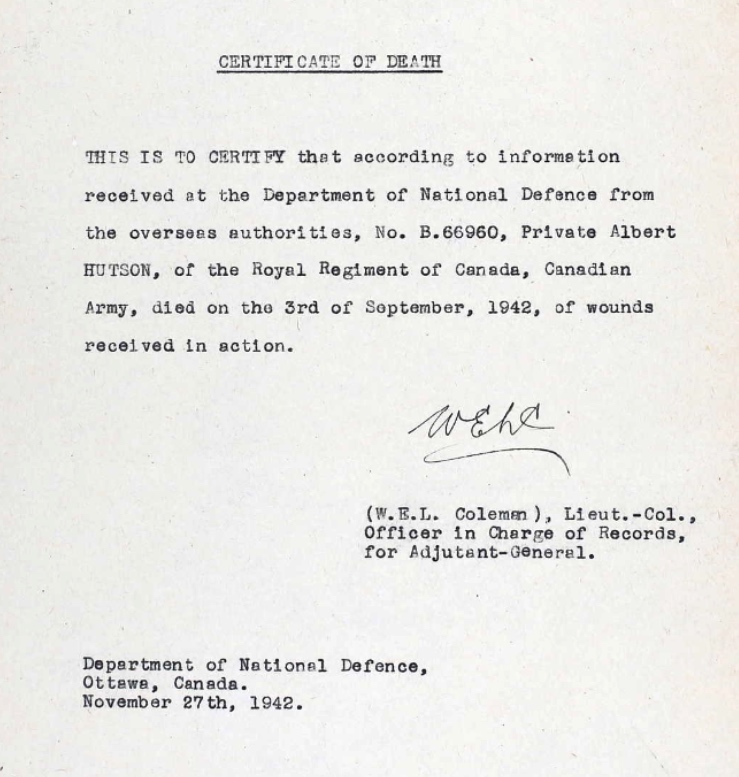 CERTIFICATE OF DEATH
THIS IS TO CERTIFY that according to information
received at the Department of National Defence from
the overseas authorities, No. B.66960, Private Albert
HUTSON, of the Royal Regiment of Canada, Canadian
Army, died on the 3rd of September, 1942, of wounds
received in action.
WELC
(W.E.L. Coleman), Lieut.-Col.,
Officer in Charge of Records,
for Adjutant-General.
Department of National Defence,
Ottawa, Canada.
November 27th, 1942.